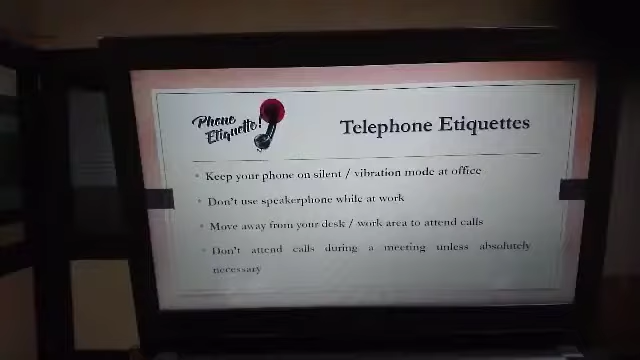 Phone
Etiquette!
Telephone Etiquettes
Keep your phone on silent / vibration mode at office
Don't use speakerphone while at work
Move away from your desk / work area to attend calls
Don't attend calls during a meeting unless absolutely
necessary